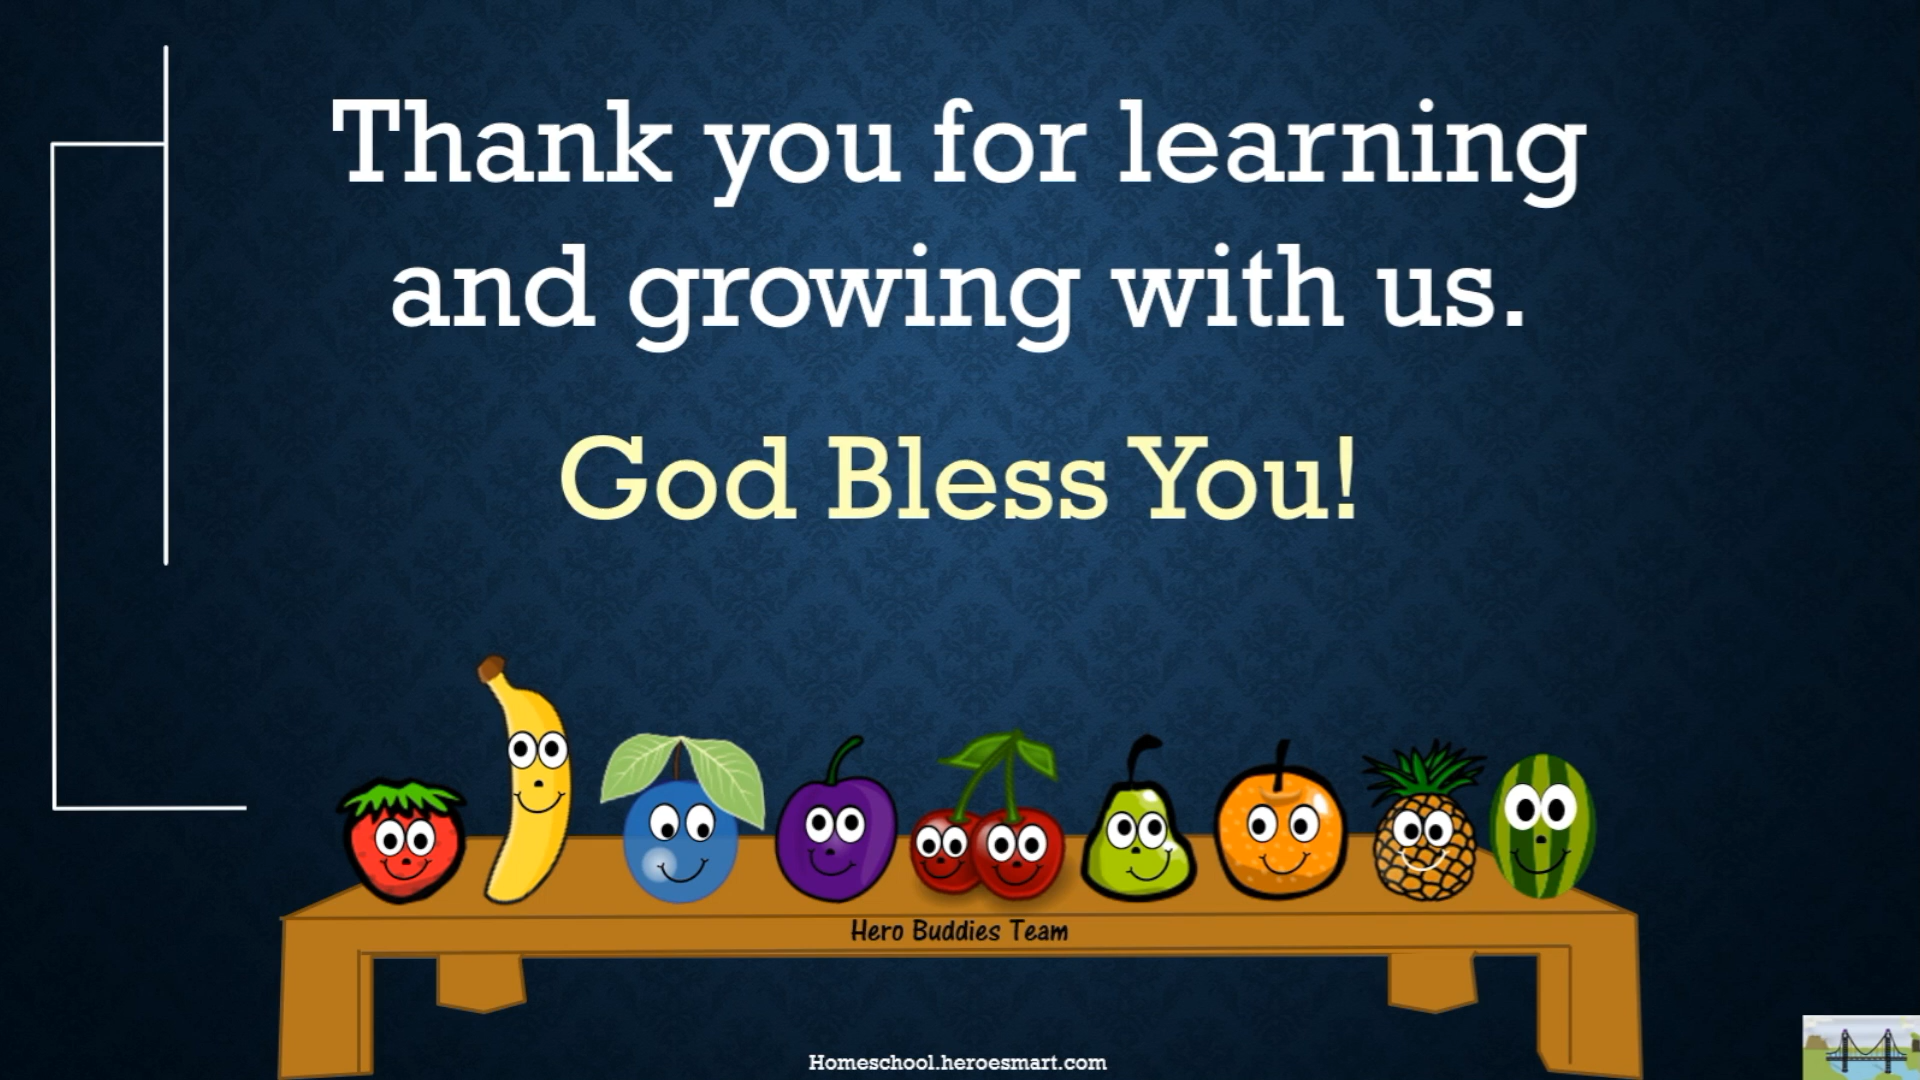 Thank you for learning
and growing with us.
God Bless You!
Hero Buddies Team
Homeschool.heroesmart.com